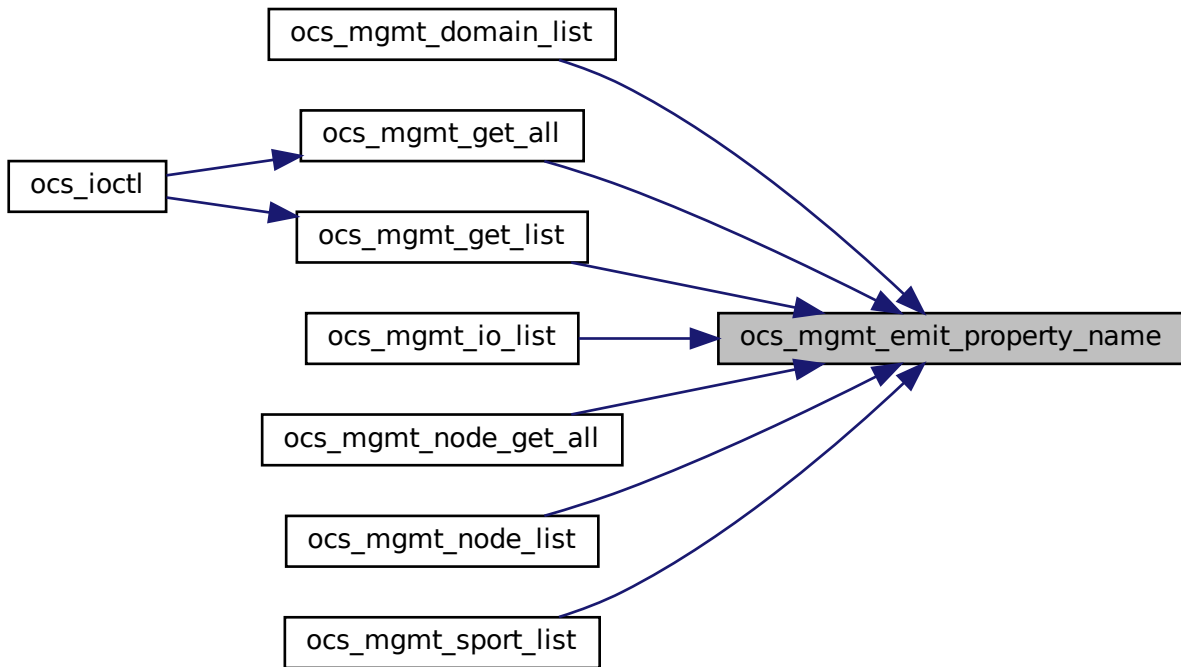 ocs_mgmt_domain_list
ocs_mgmt_get_all
ocs_ioctl
ocs_mgmt_get_list
ocs_mgmt_io_list
ocs_mgmt_emit_property_name
ocs_mgmt_node_get_all
ocs_mgmt_node_list
ocs_mgmt_sport_list